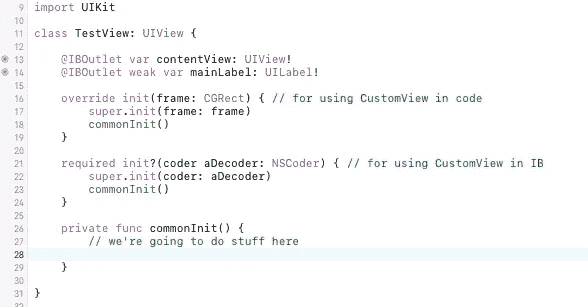 9 import UIKit
10
11 class TestView: UIView {
12
13     @IBOutlet var contentView: UIView!
14     @IBOutlet weak var mainLabel: UILabel!
15
16     override init(frame: CGRect) { // for using CustomView in code
17         super.init(frame: frame)
18         commonInit()
19     }
20
21     required init?(coder aDecoder: NSCoder) { // for using CustomView in IB
22         super.init(coder: aDecoder)
23         commonInit()
24     }
25
26     private func commonInit() {
27         // we're going to do stuff here
28
29     }
30
31 }